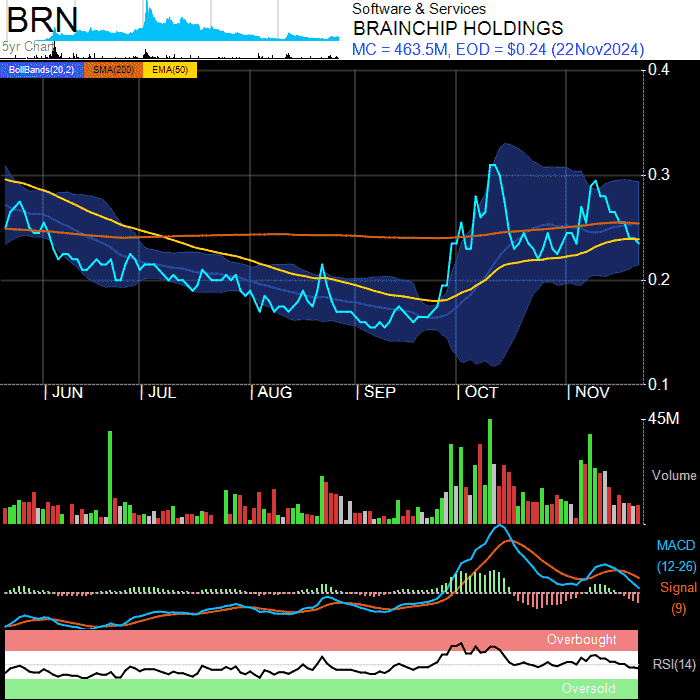 BRN
5yr Chart
Software & Services
BRAINCHIP HOLDINGS
MC = 463.5M, EOD = $0.24 (22Nov2024)
BollBands(20,2) SMA(200) EMA(50)
0.4
0.3
0.2
0.1
JUN JUL AUG SEP OCT NOV
45M
Volume
MACD
(12-26)
Signal
(9)
Overbought
RSI(14)
Oversold